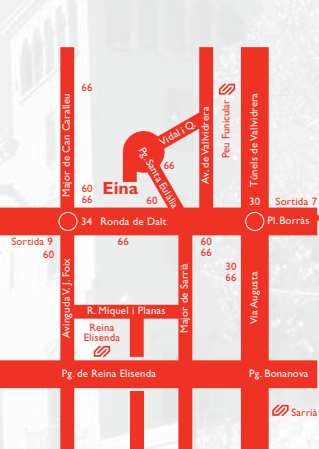 66
Major de Can Caralleu
Vidal i Q.
Av. de Vallvidrera
Peu Funicular
Túnels de Vallvidrera
Pg. Santa Eulàlia
66
Eina
60
66
60
30
Sortida 7
34 Ronda de Dalt
Pl. Borràs
Sortida 9
60
66
60
66
30
66
Avinguda V. J. Foix
Major de Sarrià
Via Augusta
R. Miquel i Planas
Reina
Elisenda
Pg. de Reina Elisenda
Pg. Bonanova
Sarrià